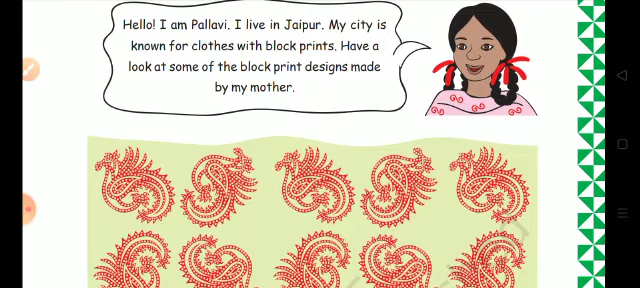 Hello! I am Pallavi. I live in Jaipur. My city is
known for clothes with block prints. Have a
look at some of the block print designs made
by my mother.